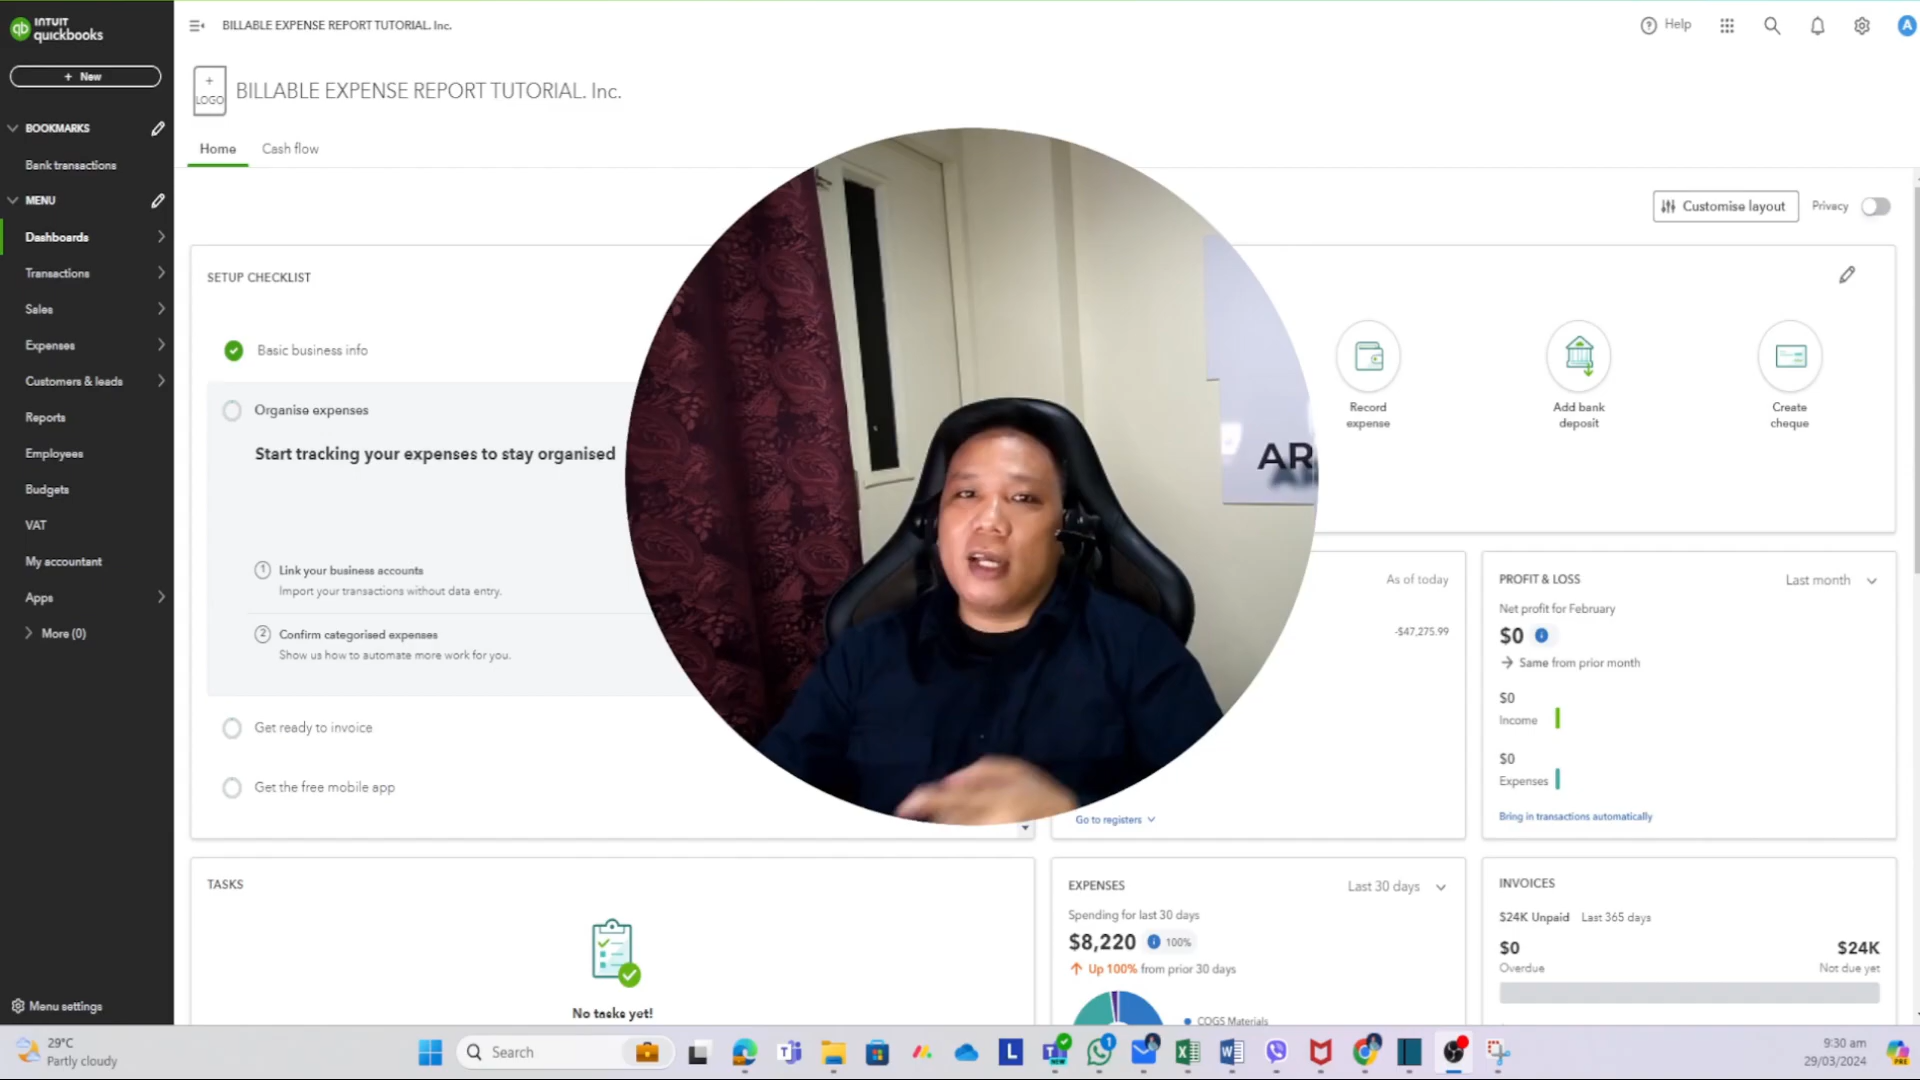 INTUIT
quickbooks
BILLABLE EXPENSE REPORT TUTORIAL. Inc.
Help
A
+ New
+
LOGO
BILLABLE EXPENSE REPORT TUTORIAL. Inc.
BOOKMARKS
Home
Cash flow
Bank transactions
MENU
Customise layout
Privacy
Dashboards
Transactions
SETUP CHECKLIST
Sales
Expenses
Basic business info
Customers & leads
Organise expenses
Record
expense
Add bank
deposit
Create
cheque
Reports
Employees
Start tracking your expenses to stay organised
AR
Budgets
VAT
My accountant
1 Link your business accounts
Import your transactions without data entry.
As of today
PROFIT & LOSS
Last month
Apps
Net profit for February
More (0)
2 Confirm categorised expenses
Show us how to automate more work for you.
-$47,275.99
$0
Same from prior month
$0
Income
Get ready to invoice
$0
Expenses
Get the free mobile app
Go to registers
Bring in transactions automatically
TASKS
EXPENSES
Last 30 days
INVOICES
Spending for last 30 days
$24K Unpaid Last 365 days
$8,220 100%
$0
$24K
Up 100% from prior 30 days
Overdue
Not due yet
Menu settings
No tasks yet!
COGS Materials
29°C
Partly cloudy
Search
9:30 am
29/03/2024